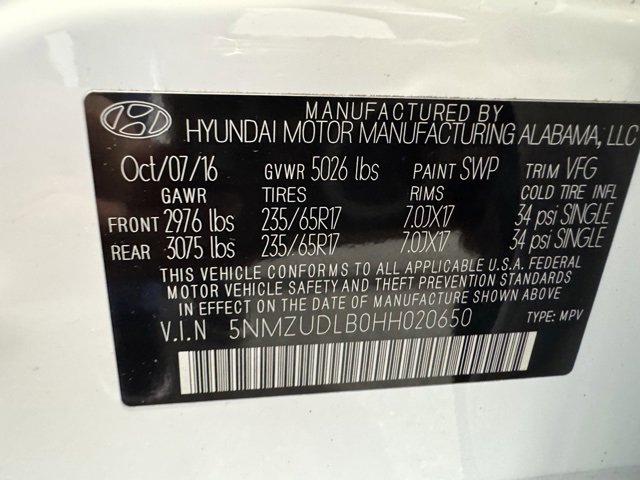 MANUFACTURED BY
HYUNDAI MOTOR MANUFACTURING ALABAMA, LLC
Oct/07/16 GVWR 5026 lbs PAINT SWP TRIM VFG
GAWR TIRES RIMS COLD TIRE INFL
FRONT 2976 lbs 235/65R17 7.0JX17 34 psi SINGLE
REAR 3075 lbs 235/65R17 7.0JX17 34 psi SINGLE
THIS VEHICLE CONFORMS TO ALL APPLICABLE U.S.A. FEDERAL
MOTOR VEHICLE SAFETY AND THEFT PREVENTION STANDARDS
IN EFFECT ON THE DATE OF MANUFACTURE SHOWN ABOVE.
V.I.N 5NMZUDLB0HH020650 TYPE: MPV